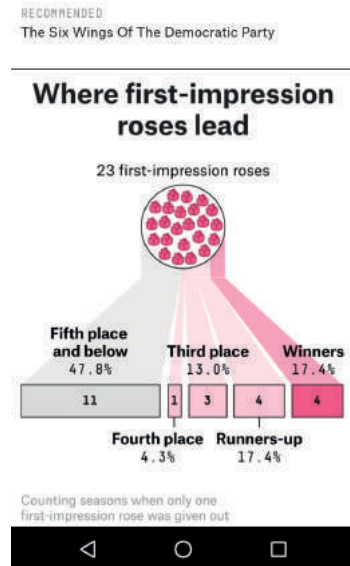 RECOMMENDED
The Six Wings Of The Democratic Party
Where first-impression
roses lead
23 first-impression roses
Fifth place
and below
47.8%
Third place
13.0%
Winners
17.4%
11
1
3
4
4
Fourth place
4.3%
Runners-up
17.4%
Counting seasons when only one
first-impression rose was given out